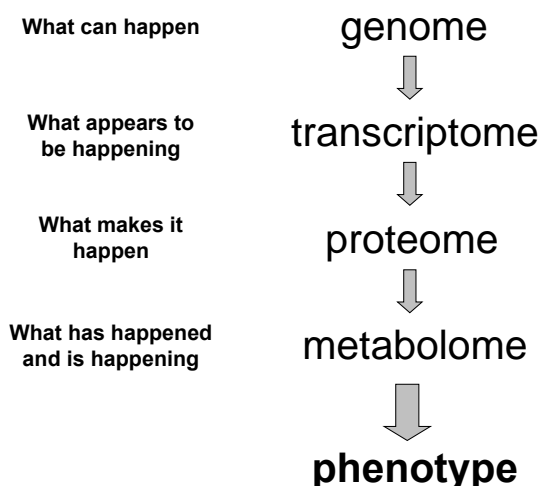 What can happen
genome
What appears to
be happening
transcriptome
What makes it
happen
proteome
What has happened
and is happening
metabolome
phenotype